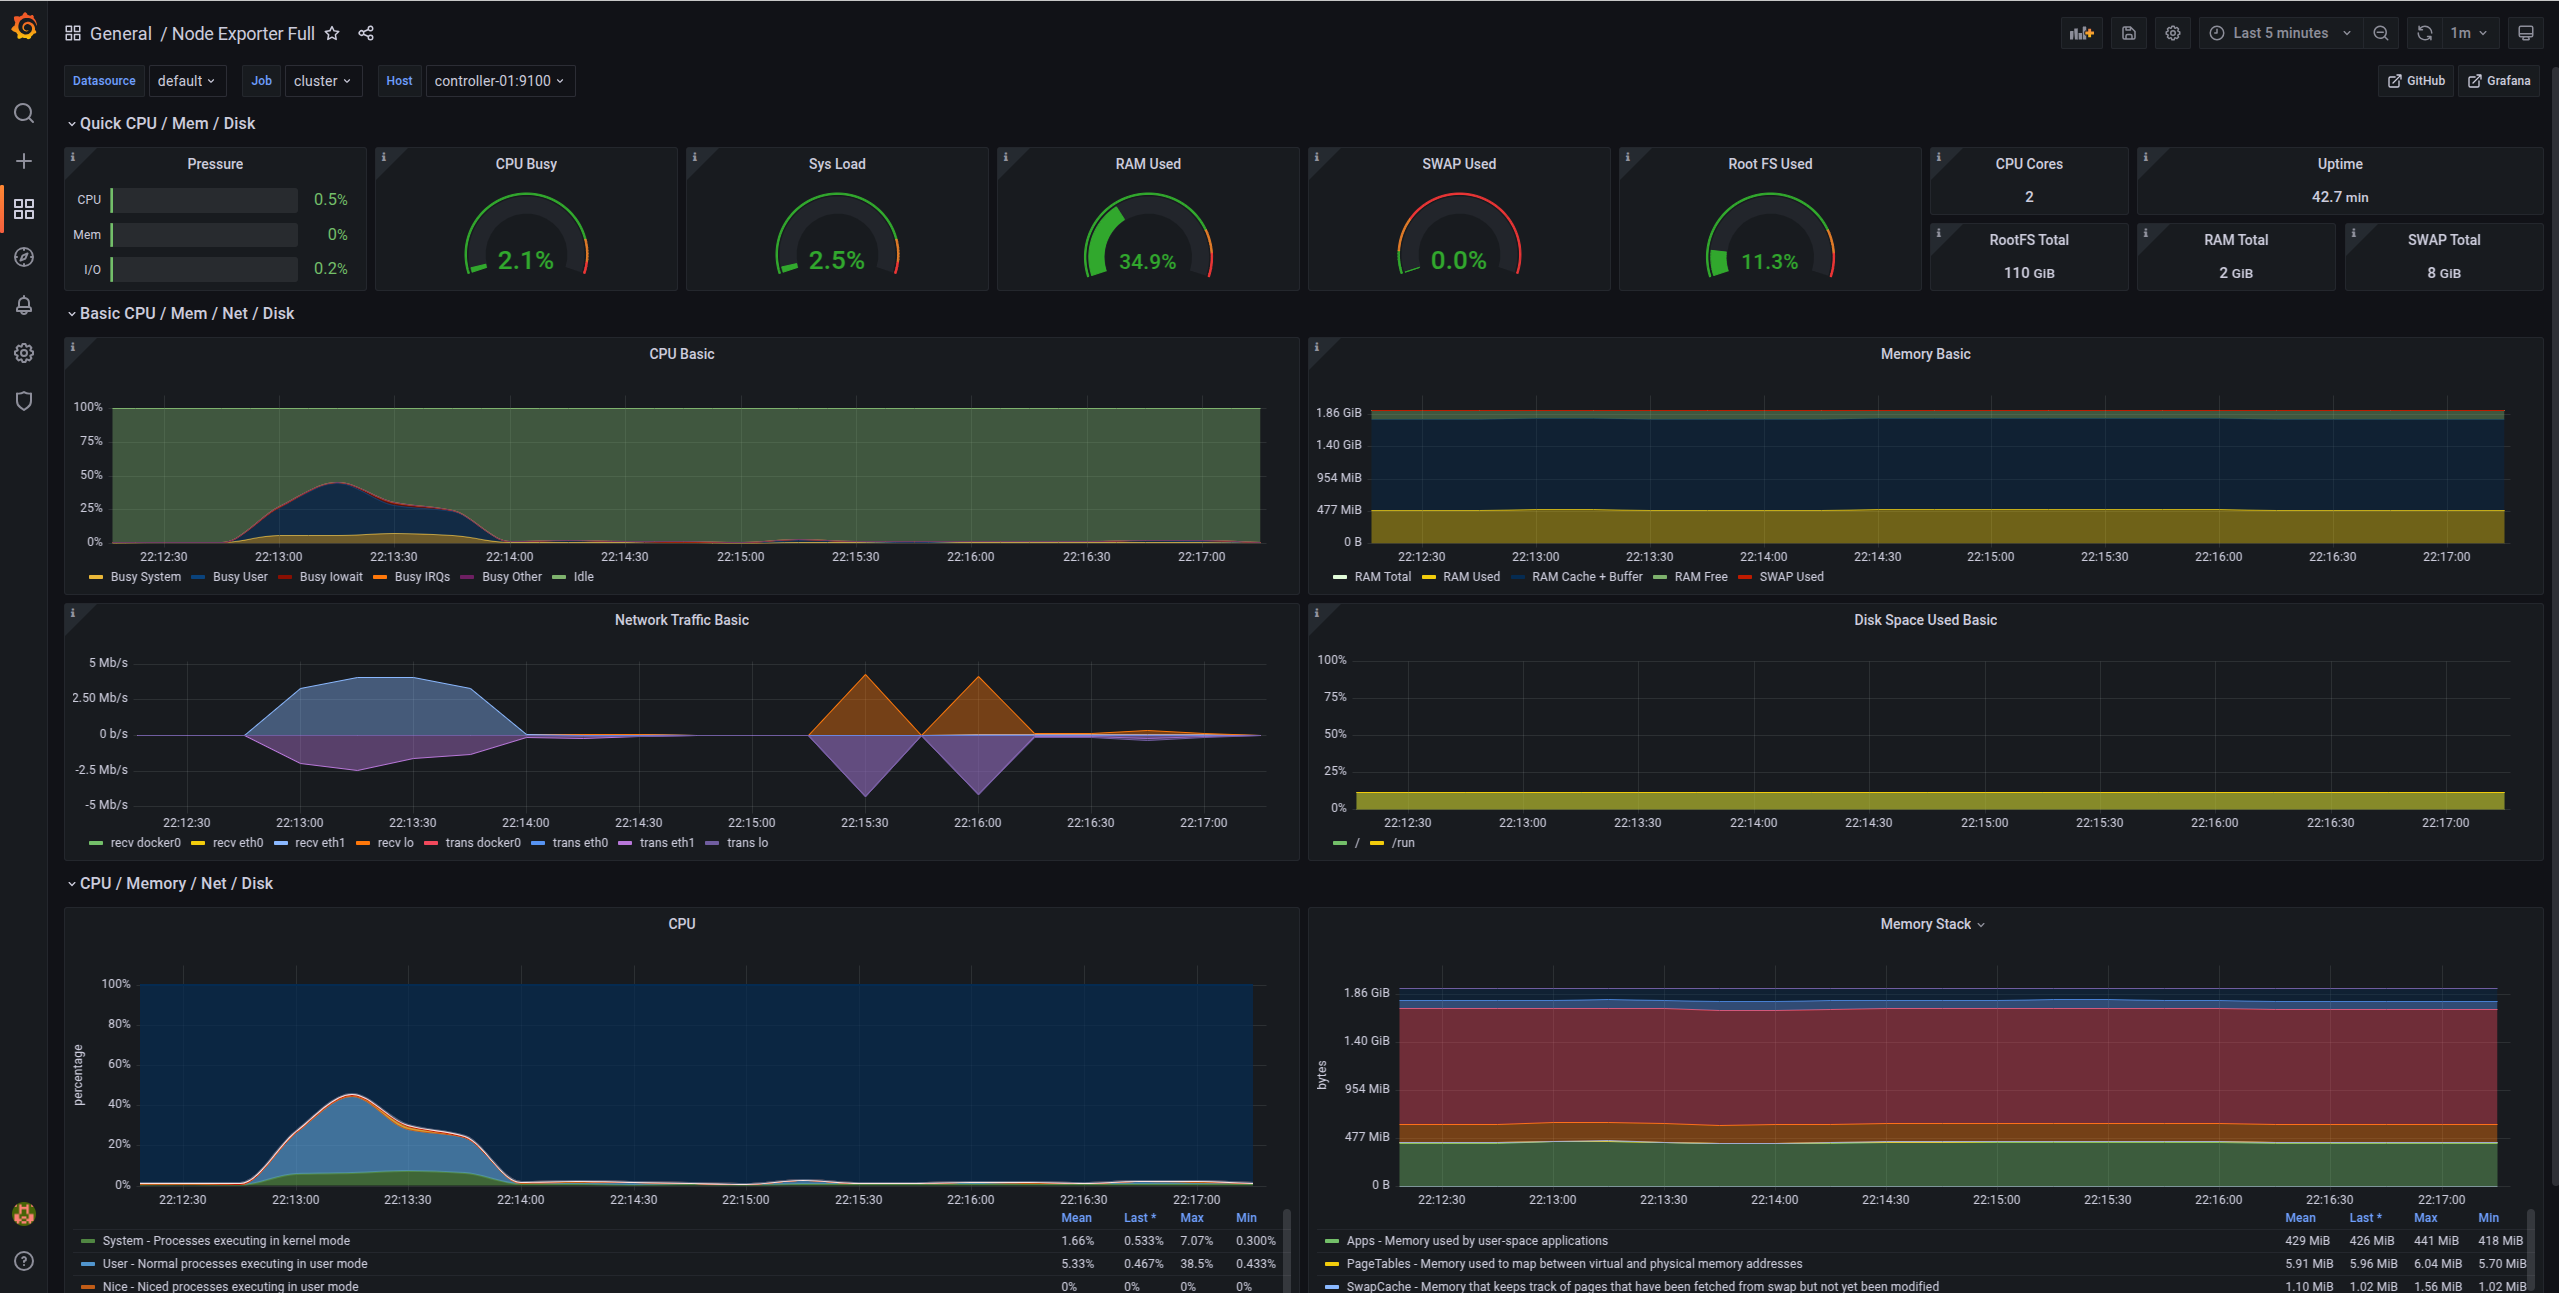 General / Node Exporter Full
Last 5 minutes
1m
Datasource default Job cluster Host controller-01:9100
GitHub Grafana
Quick CPU / Mem / Disk
Pressure
CPU 0.5%
Mem 0%
I/O 0.2%
CPU Busy
2.1%
Sys Load
2.5%
RAM Used
34.9%
SWAP Used
0.0%
Root FS Used
11.3%
CPU Cores
2
Uptime
42.7 min
RootFS Total
110 GiB
RAM Total
2 GiB
SWAP Total
8 GiB
Basic CPU / Mem / Net / Disk
CPU Basic
100%
75%
50%
25%
0%
22:12:30 22:13:00 22:13:30 22:14:00 22:14:30 22:15:00 22:15:30 22:16:00 22:16:30 22:17:00
Busy System Busy User Busy Iowait Busy IRQs Busy Other Idle
Memory Basic
1.86 GiB
1.40 GiB
954 MiB
477 MiB
0 B
22:12:30 22:13:00 22:13:30 22:14:00 22:14:30 22:15:00 22:15:30 22:16:00 22:16:30 22:17:00
RAM Total RAM Used RAM Cache + Buffer RAM Free SWAP Used
Network Traffic Basic
5 Mb/s
2.50 Mb/s
0 b/s
-2.5 Mb/s
-5 Mb/s
22:12:30 22:13:00 22:13:30 22:14:00 22:14:30 22:15:00 22:15:30 22:16:00 22:16:30 22:17:00
recv docker0 recv eth0 recv eth1 recv lo trans docker0 trans eth0 trans eth1 trans lo
Disk Space Used Basic
100%
75%
50%
25%
0%
22:12:30 22:13:00 22:13:30 22:14:00 22:14:30 22:15:00 22:15:30 22:16:00 22:16:30 22:17:00
/ /run
CPU / Memory / Net / Disk
CPU
percentage
100%
80%
60%
40%
20%
0%
22:12:30 22:13:00 22:13:30 22:14:00 22:14:30 22:15:00 22:15:30 22:16:00 22:16:30 22:17:00
Mean Last * Max Min
System - Processes executing in kernel mode 1.66% 0.533% 7.07% 0.300%
User - Normal processes executing in user mode 5.33% 0.467% 38.5% 0.433%
Nice - Niced processes executing in user mode 0% 0% 0% 0%
Memory Stack
bytes
1.86 GiB
1.40 GiB
954 MiB
477 MiB
0 B
22:12:30 22:13:00 22:13:30 22:14:00 22:14:30 22:15:00 22:15:30 22:16:00 22:16:30 22:17:00
Mean Last * Max Min
Apps - Memory used by user-space applications 429 MiB 426 MiB 441 MiB 418 MiB
PageTables - Memory used to map between virtual and physical memory addresses 5.91 MiB 5.96 MiB 6.04 MiB 5.70 MiB
SwapCache - Memory that keeps track of pages that have been fetched from swap but not yet been modified 1.10 MiB 1.02 MiB 1.56 MiB 1.02 MiB